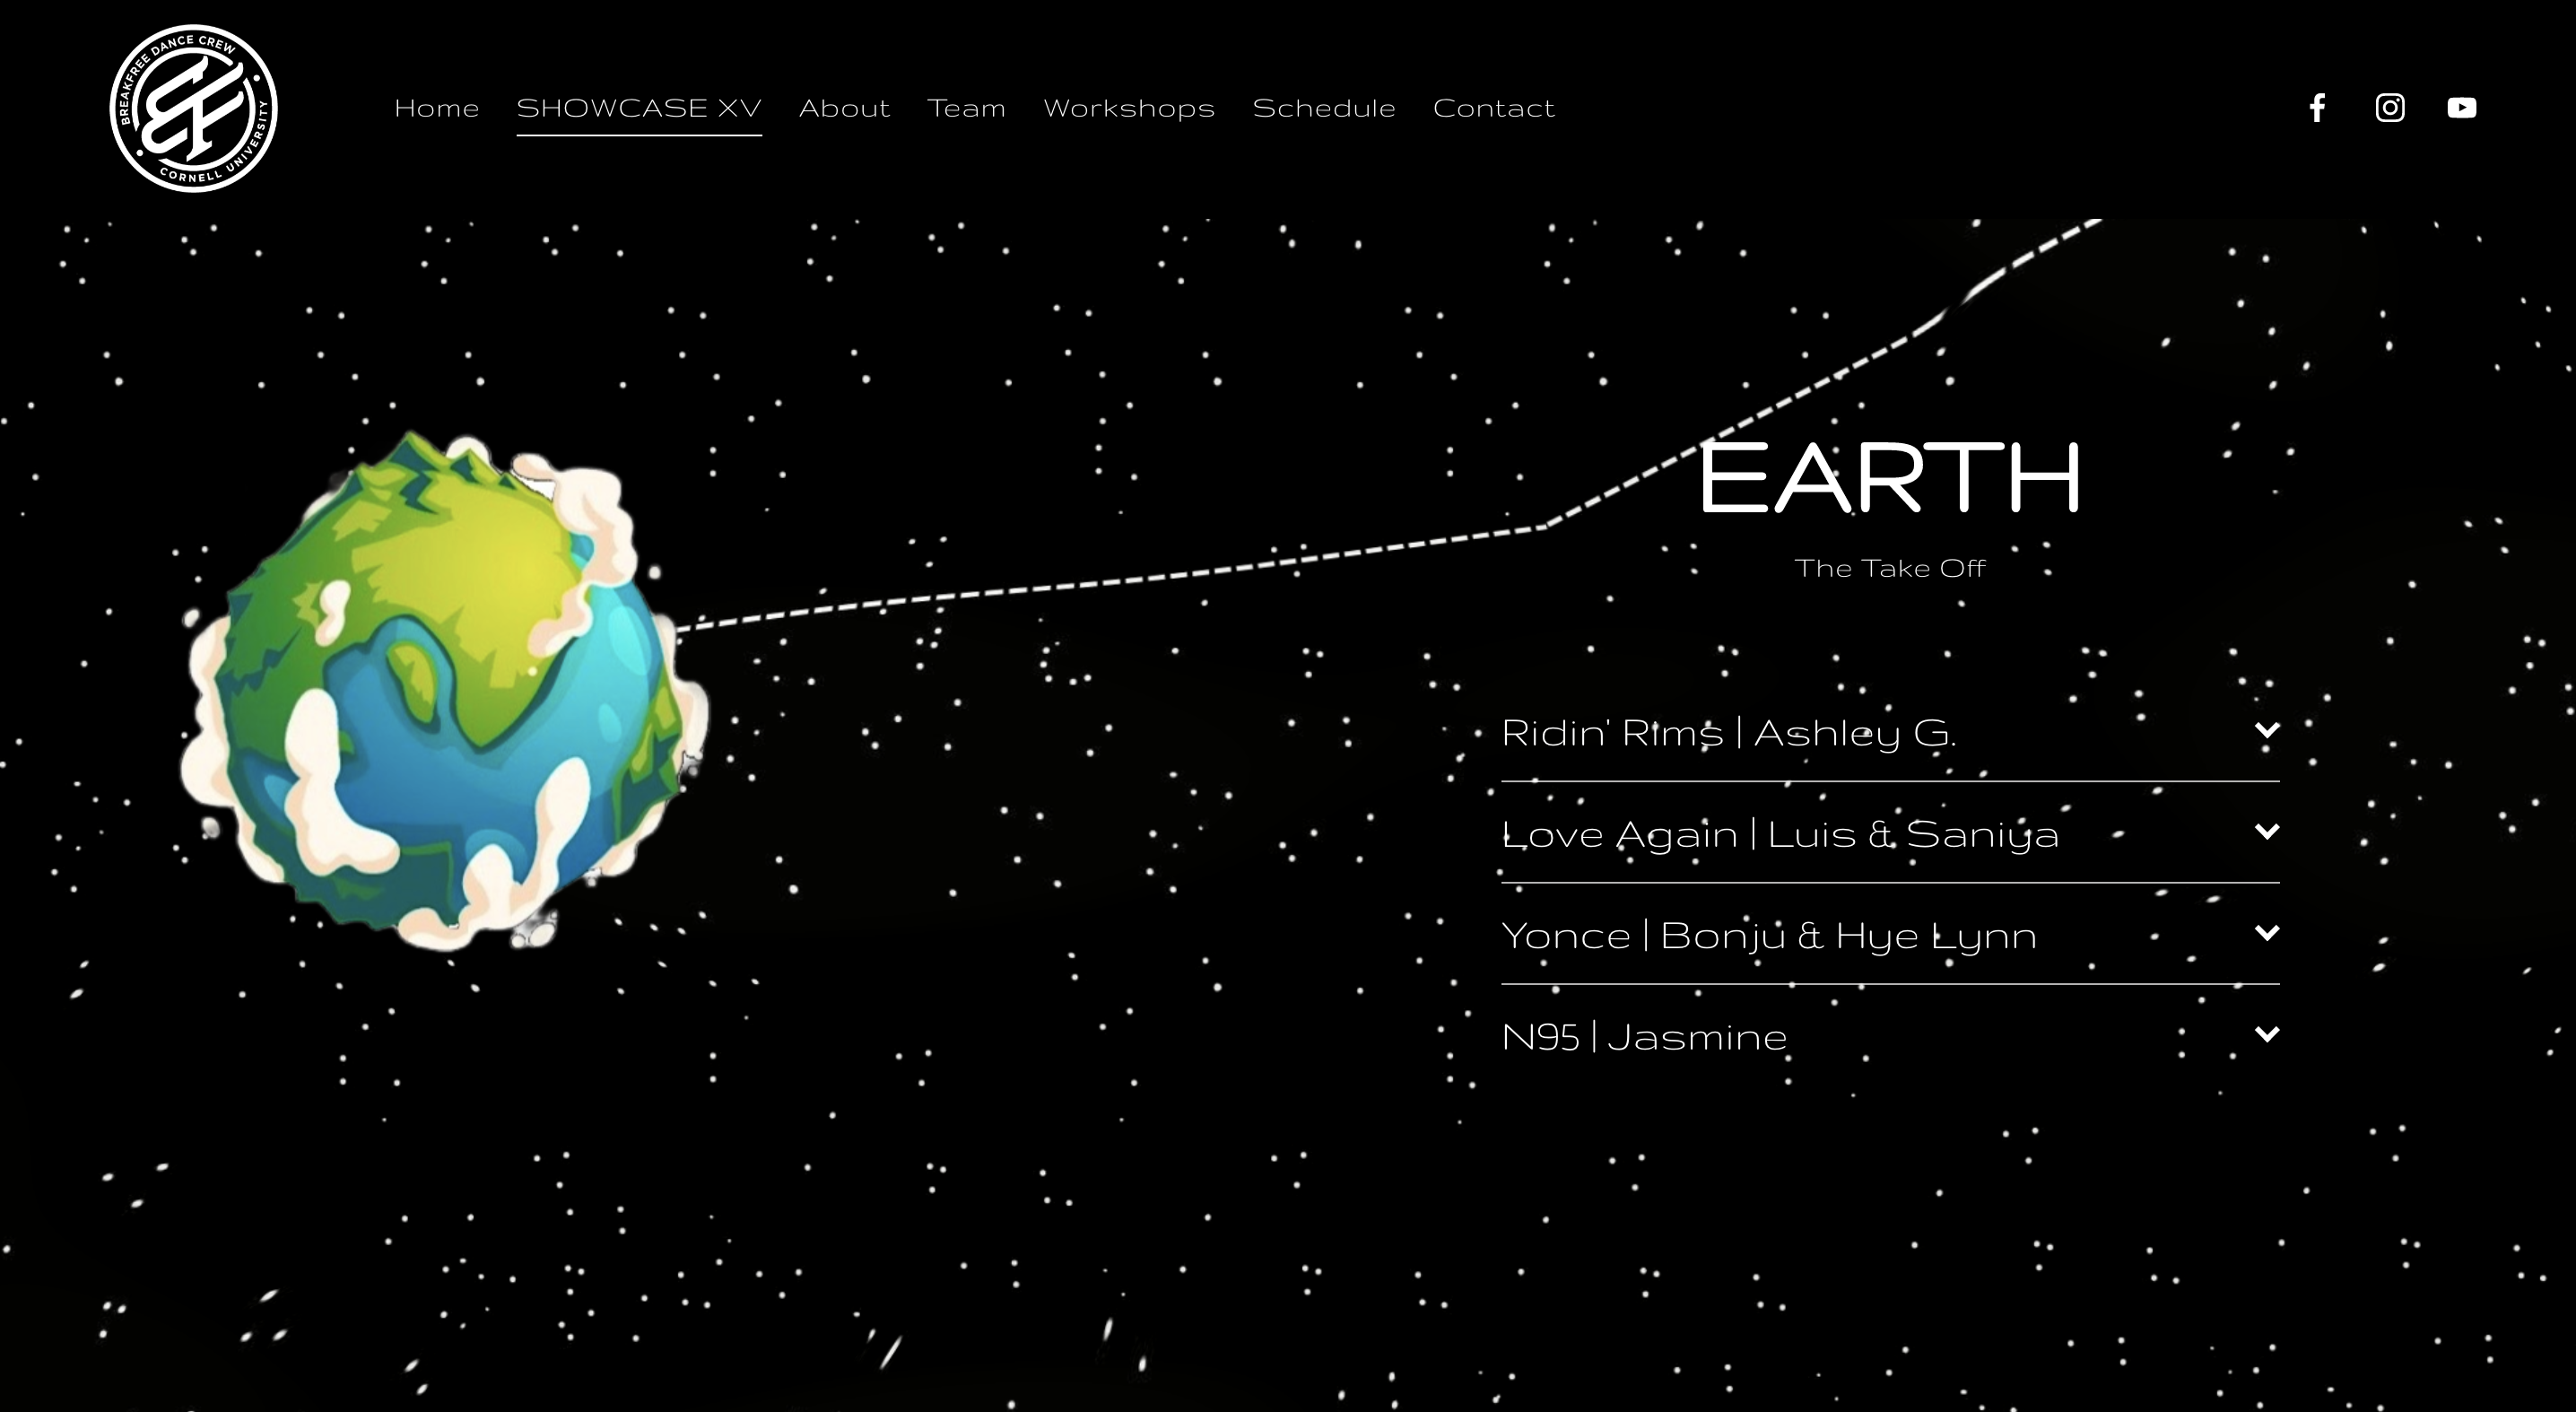 BREAKFREE DANCE CREW
BF
CORNELL UNIVERSITY
Home SHOWCASE XV About Team Workshops Schedule Contact
EARTH
The Take Off
Ridin' Rims | Ashley G.
Love Again | Luis & Saniya
Yonce | Bonju & Hye Lynn
N95 | Jasmine